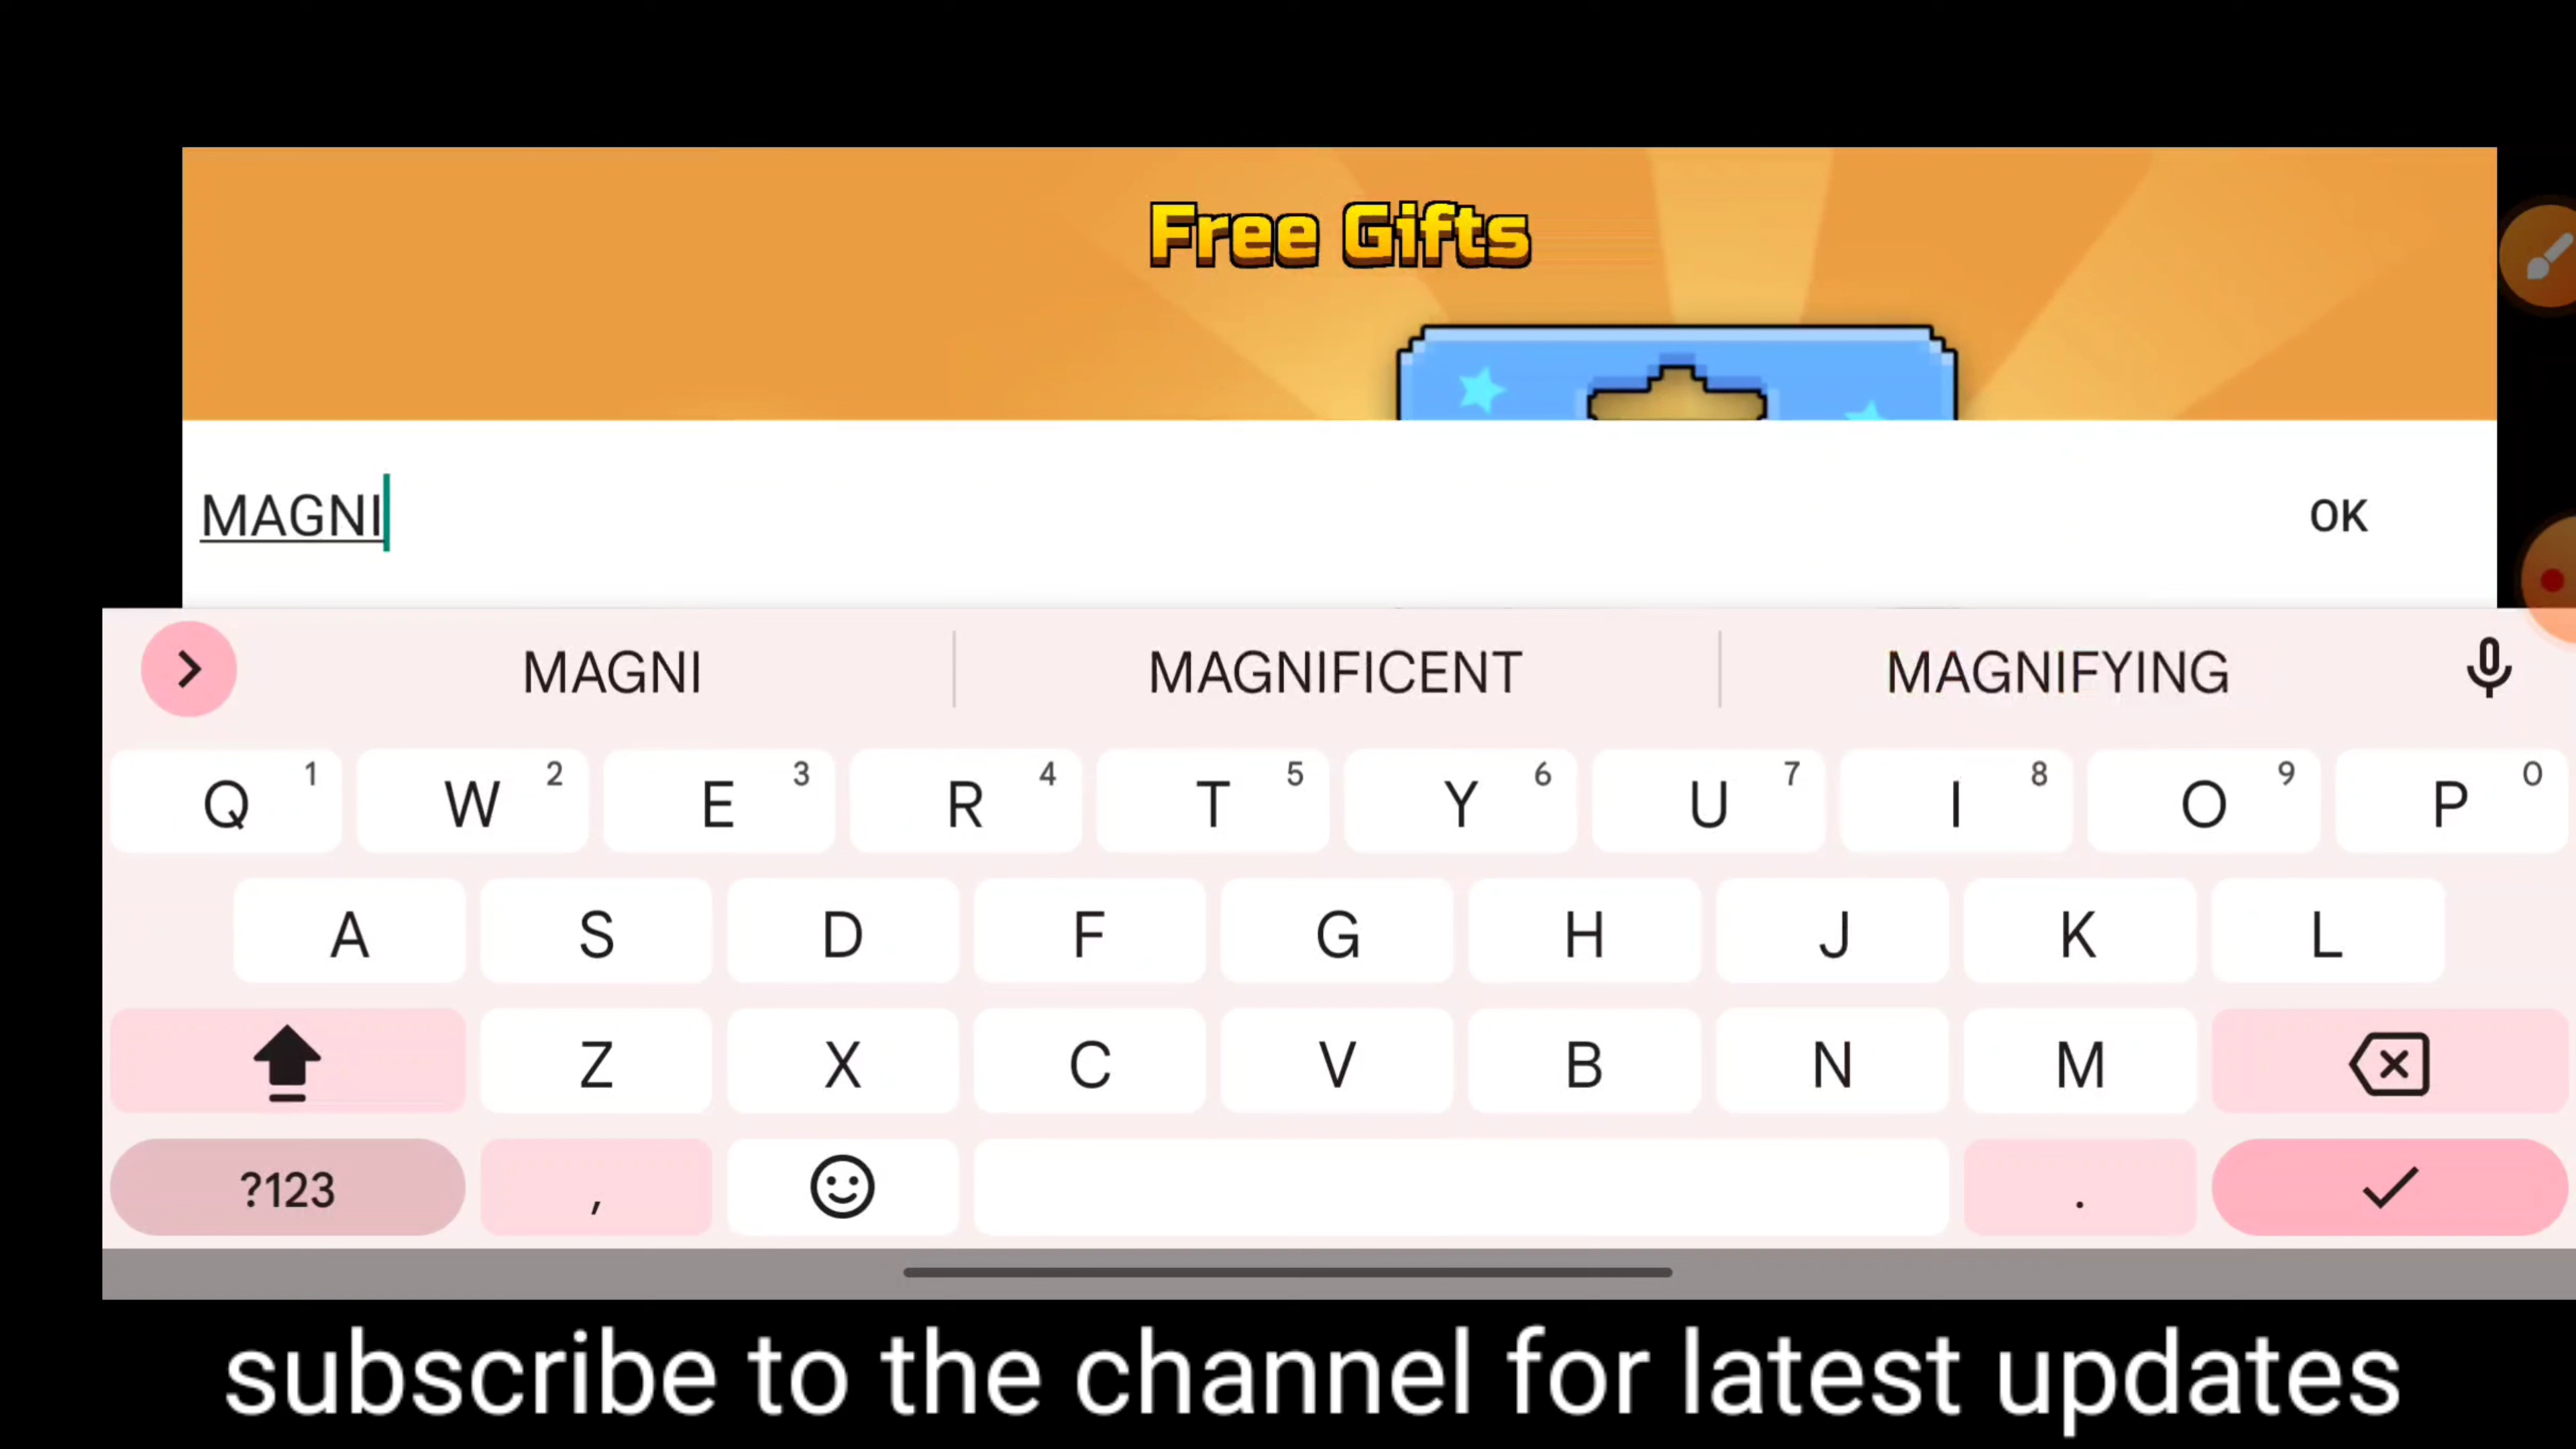 Free Gifts
MAGNI
OK
MAGNI MAGNIFICENT MAGNIFYING
Q 1 W 2 E 3 R 4 T 5 Y 6 U 7 I 8 O 9 P 0
A S D F G H J K L
Z X C V B N M
?123 , .
subscribe to the channel for latest updates